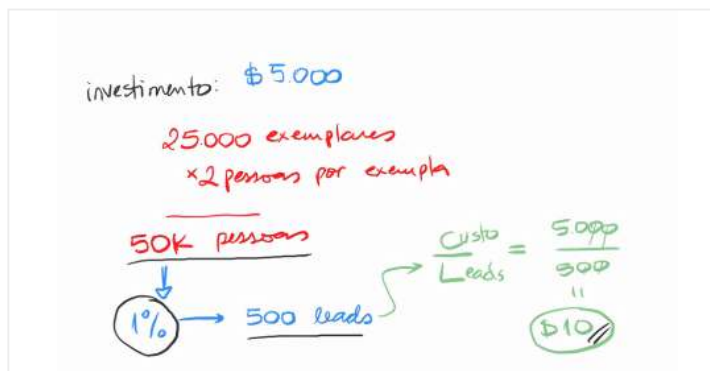 investimento: $5.000
25.000 exemplares
×2 pessoas por exempla
50K pessoas
1% → 500 leads
Custo
Leads
=
5.000
500
=
$10